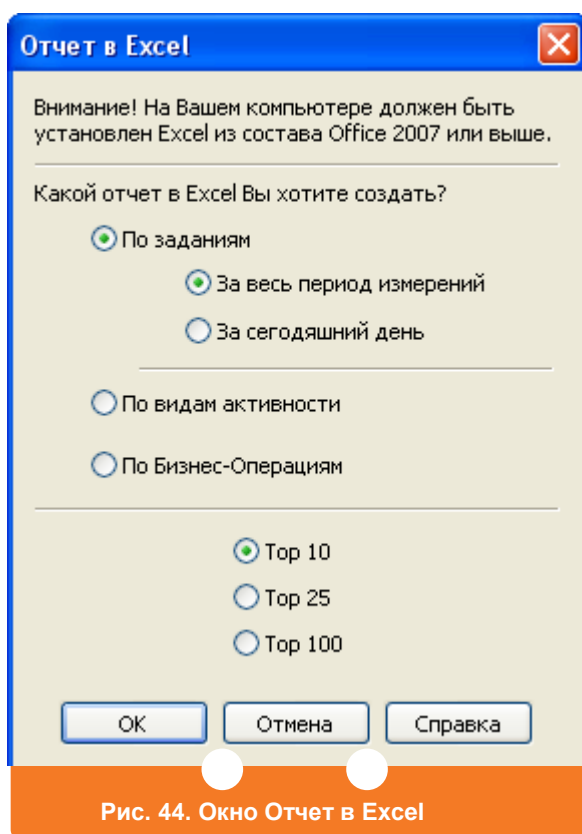 Отчет в Excel
Внимание! На Вашем компьютере должен быть
установлен Excel из состава Office 2007 или выше.
Какой отчет в Excel Вы хотите создать?
По заданиям
За весь период измерений
За сегодяшний день
По видам активности
По Бизнес-Операциям
Top 10
Top 25
Top 100
OK
Отмена
Справка
Рис. 44. Окно Отчет в Excel